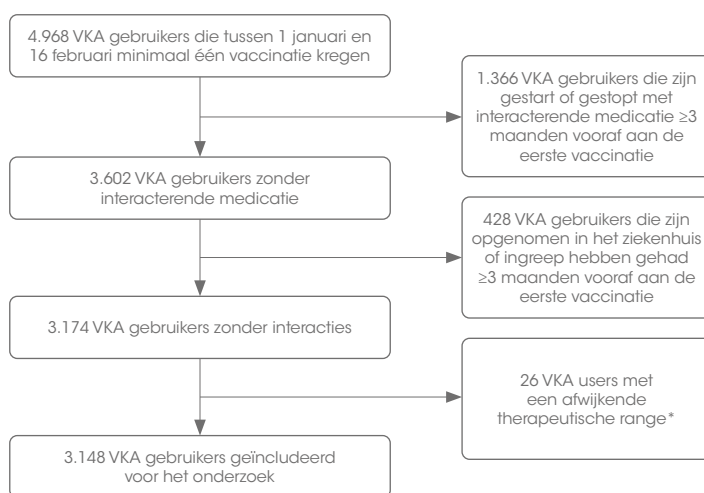 4.968 VKA gebruikers die tussen 1 januari en
16 februari minimaal één vaccinatie kregen
1.366 VKA gebruikers die zijn
gestart of gestopt met
interacterende medicatie ≥3
maanden vooraf aan de
eerste vaccinatie
3.602 VKA gebruikers zonder
interacterende medicatie
428 VKA gebruikers die zijn
opgenomen in het ziekenhuis
of ingreep hebben gehad
≥3 maanden vooraf aan de
eerste vaccinatie
3.174 VKA gebruikers zonder interacties
26 VKA users met
een afwijkende
therapeutische range*
3.148 VKA gebruikers geïncludeerd
voor het onderzoek